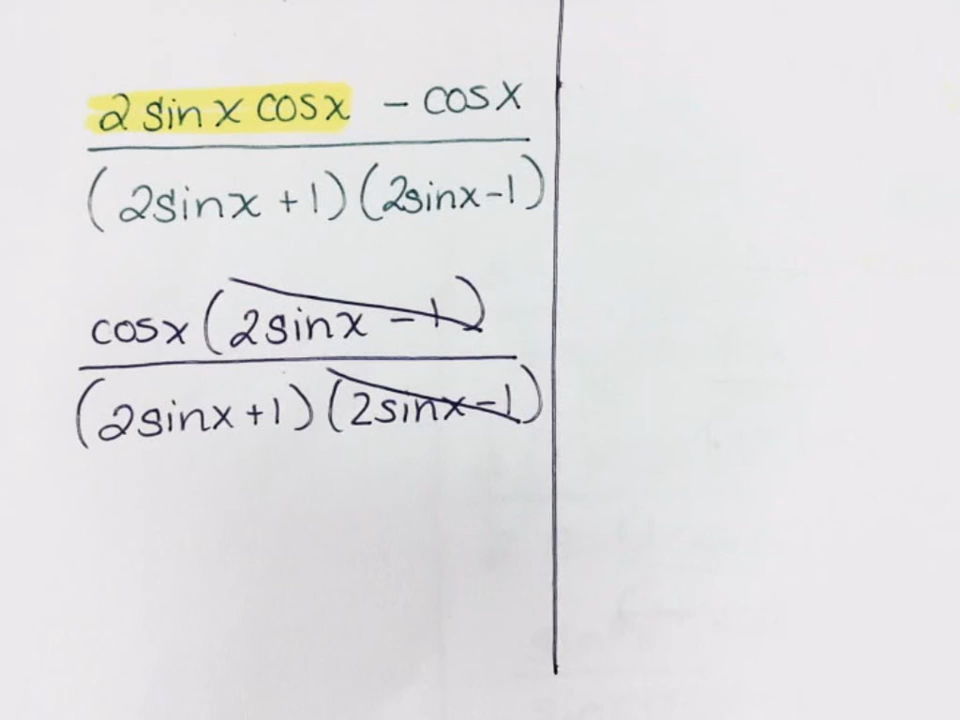 2 sin x cos x - cos x
(2sinx + 1) (2sinx-1)
cosx (2sinx - 1)
(2sinx+1) (2sinx-1)